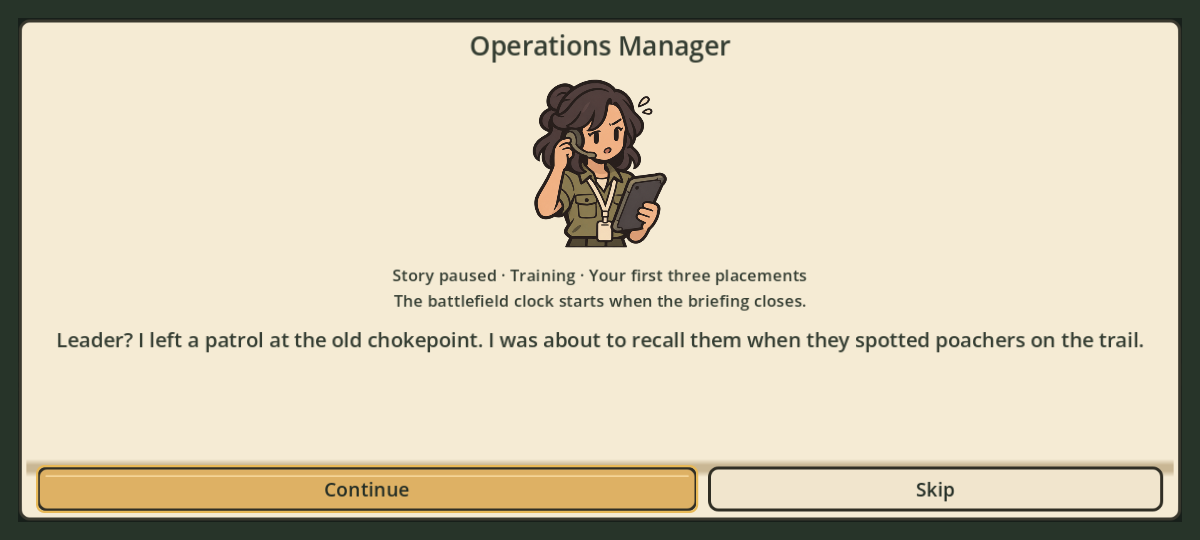 Operations Manager
Story paused · Training · Your first three placements
The battlefield clock starts when the briefing closes.
Leader? I left a patrol at the old chokepoint. I was about to recall them when they spotted poachers on the trail.
Continue
Skip